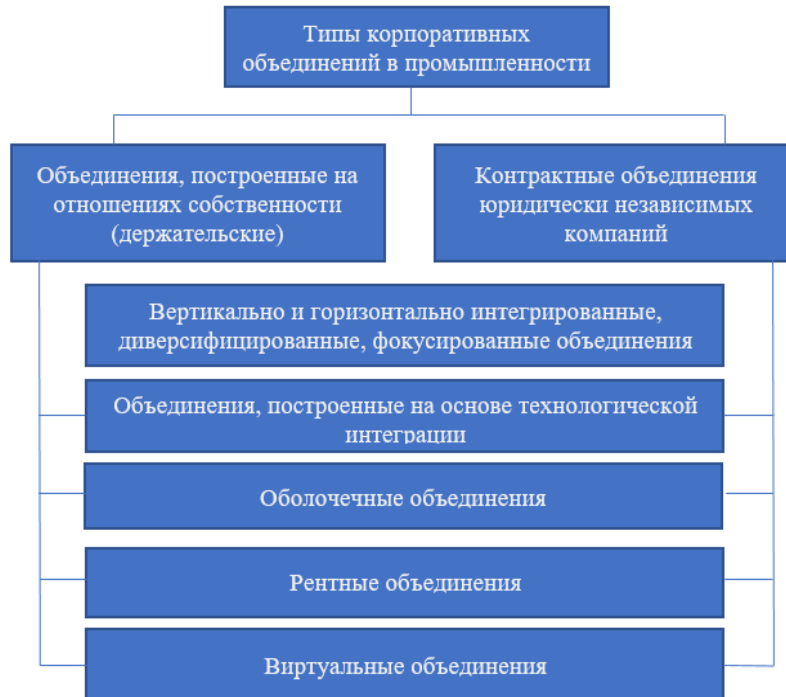 Типы корпоративных
объединений в промышленности
Объединения, построенные на
отношениях собственности
(держательские)
Контрактные объединения
юридически независимых
компаний
Вертикально и горизонтально интегрированные,
диверсифицированные, фокусированные объединения
Объединения, построенные на основе технологической
интеграции
Оболочечные объединения
Рентные объединения
Виртуальные объединения